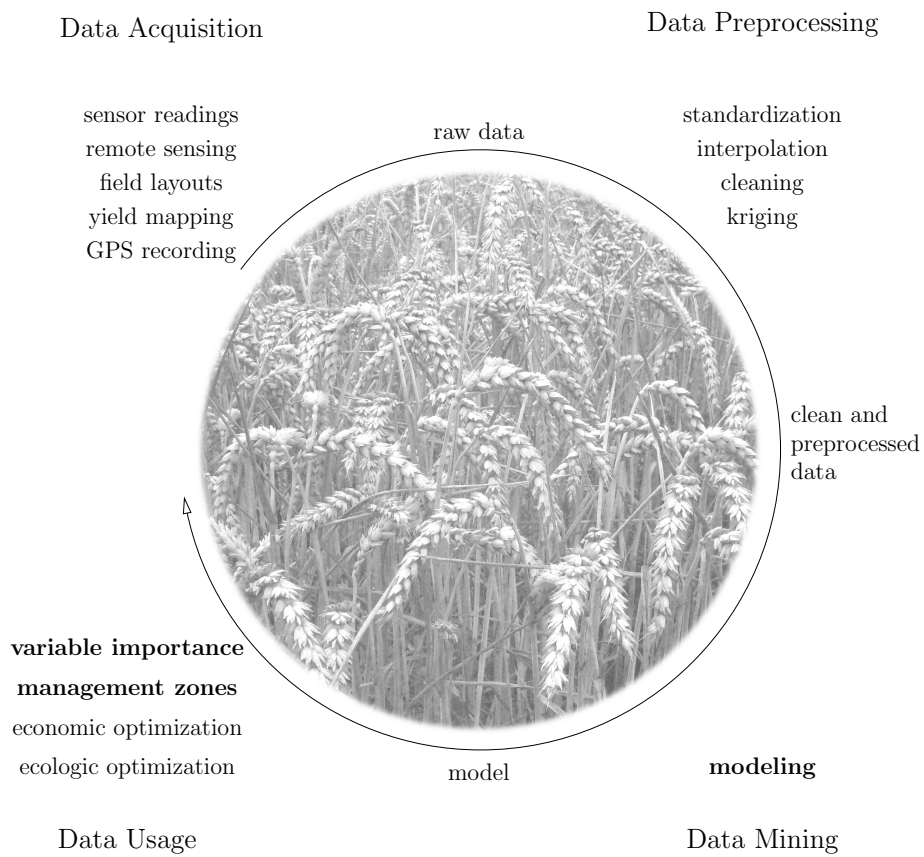 Data Acquisition
sensor readings
remote sensing
field layouts
yield mapping
GPS recording
raw data
Data Preprocessing
standardization
interpolation
cleaning
kriging
clean and
preprocessed
data
modeling
Data Mining
model
variable importance
management zones
economic optimization
ecologic optimization
Data Usage